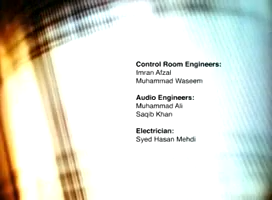 Control Room Engineers:
Imran Afzal
Muhammad Waseem
Audio Engineers:
Muhammad Ali
Saqib Khan
Electrician:
Syed Hasan Mehdi